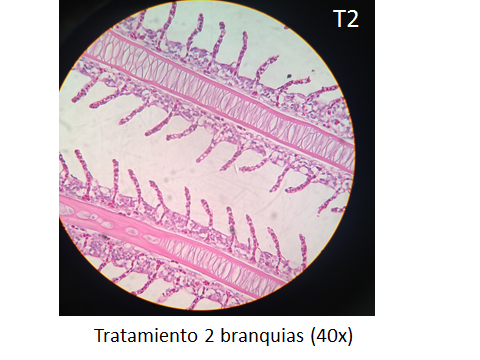 T2
Tratamiento 2 branquias (40x)